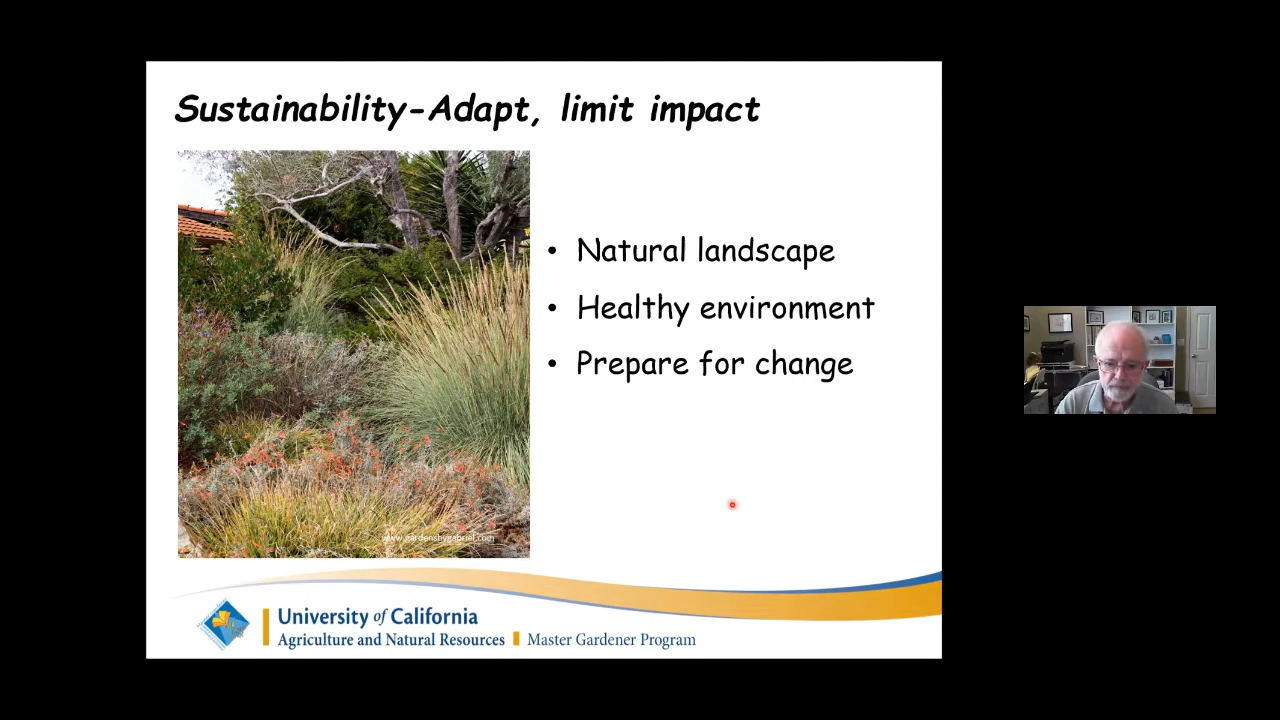 Sustainability-Adapt, limit impact
• Natural landscape
• Healthy environment
• Prepare for change
www.gardensbygabriel.com
University of California
Agriculture and Natural Resources Master Gardener Program